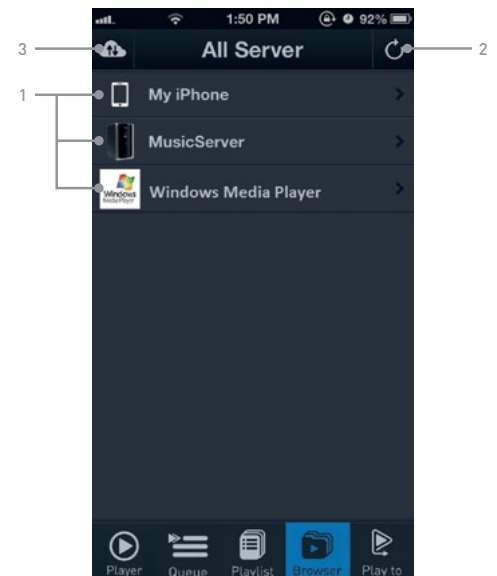 1:50 PM 92%
3 All Server 2
1 My iPhone
MusicServer
Windows Media Player
Windows Media Player
Player Queue Playlist Browser Play to